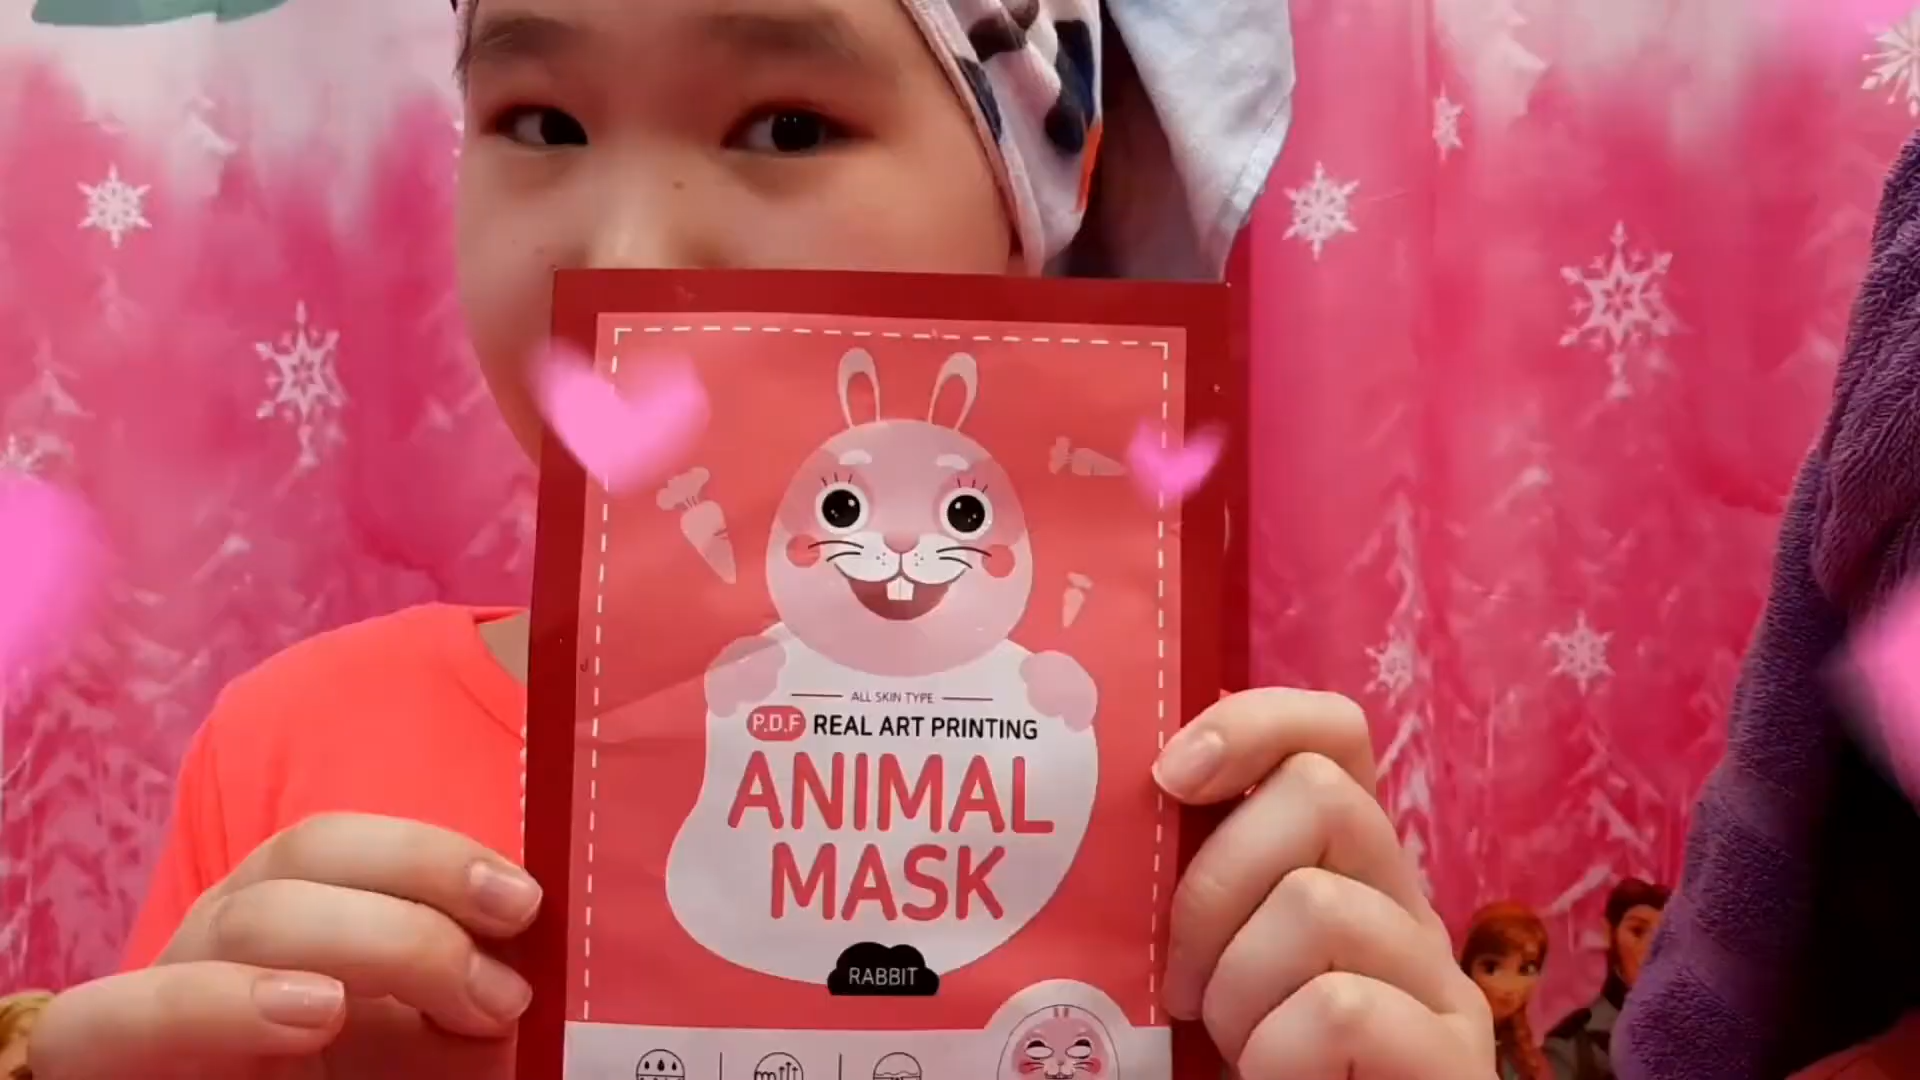 ALL SKIN TYPE
P.D.F REAL ART PRINTING
ANIMAL
MASK
RABBIT